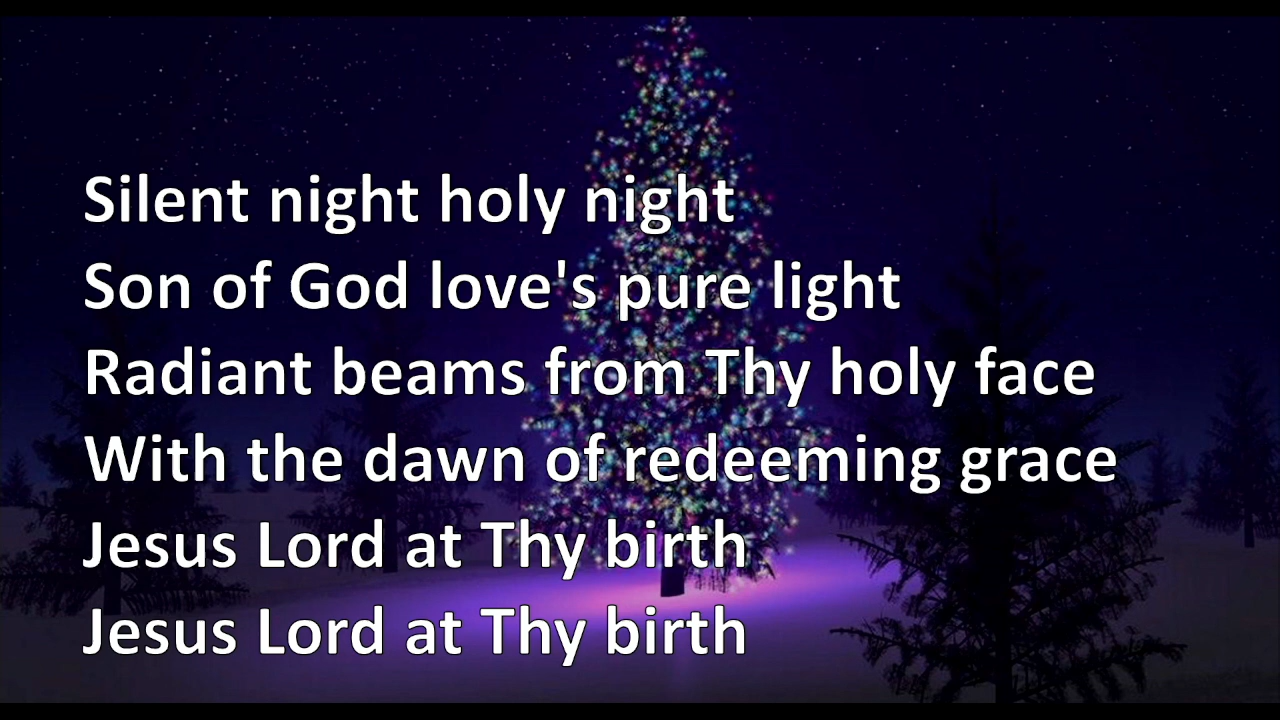 Silent night holy night
Son of God love's pure light
Radiant beams from Thy holy face
With the dawn of redeeming grace
Jesus Lord at Thy birth
Jesus Lord at Thy birth